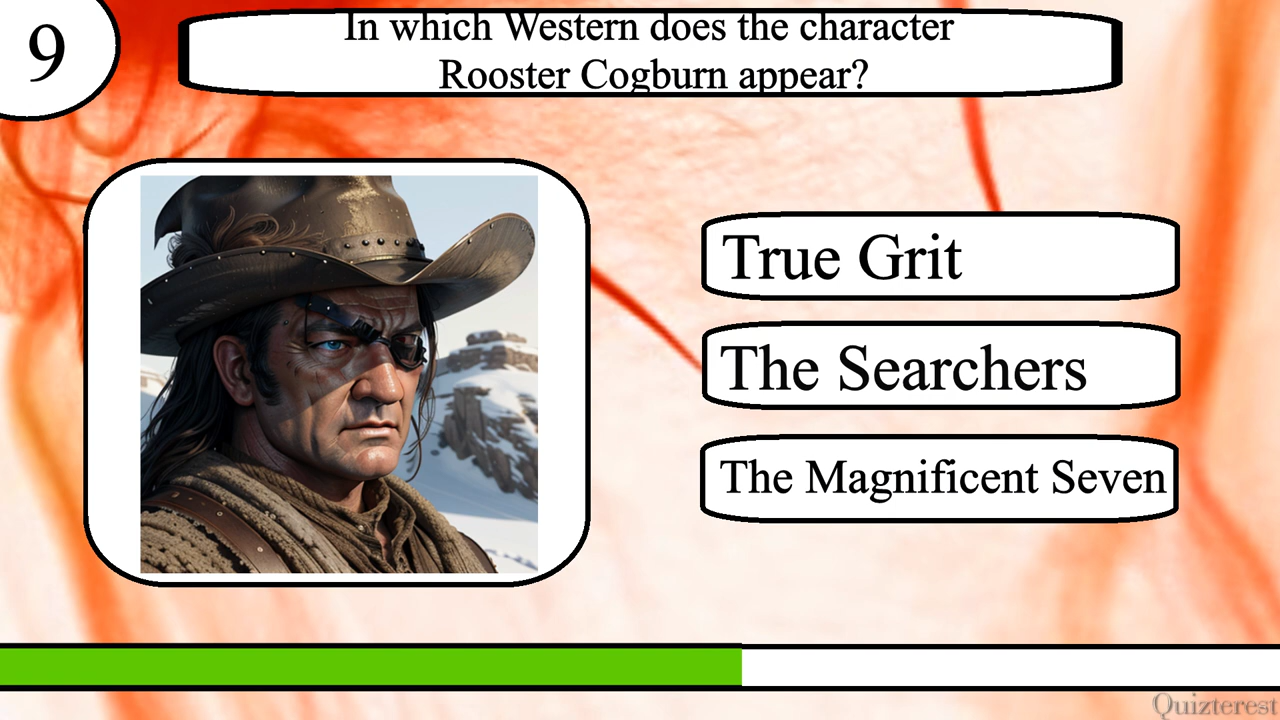 9
In which Western does the character
Rooster Cogburn appear?
True Grit
The Searchers
The Magnificent Seven
Quizterest